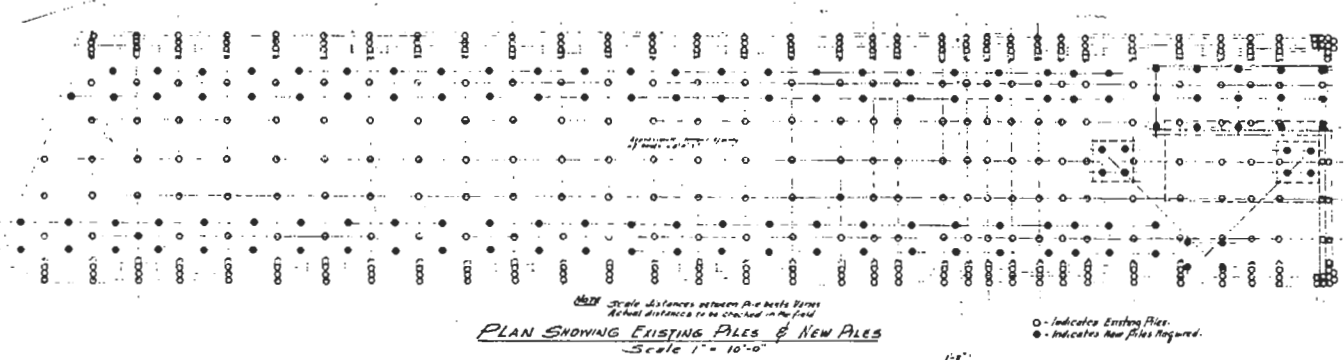 NOTE Scale distances between Pile bents Varies
Actual distances to be checked in the field
PLAN SHOWING EXISTING PILES & NEW PILES
Scale 1" = 10'-0"
O - Indicates Existing Piles.
● - Indicates New Piles Required.